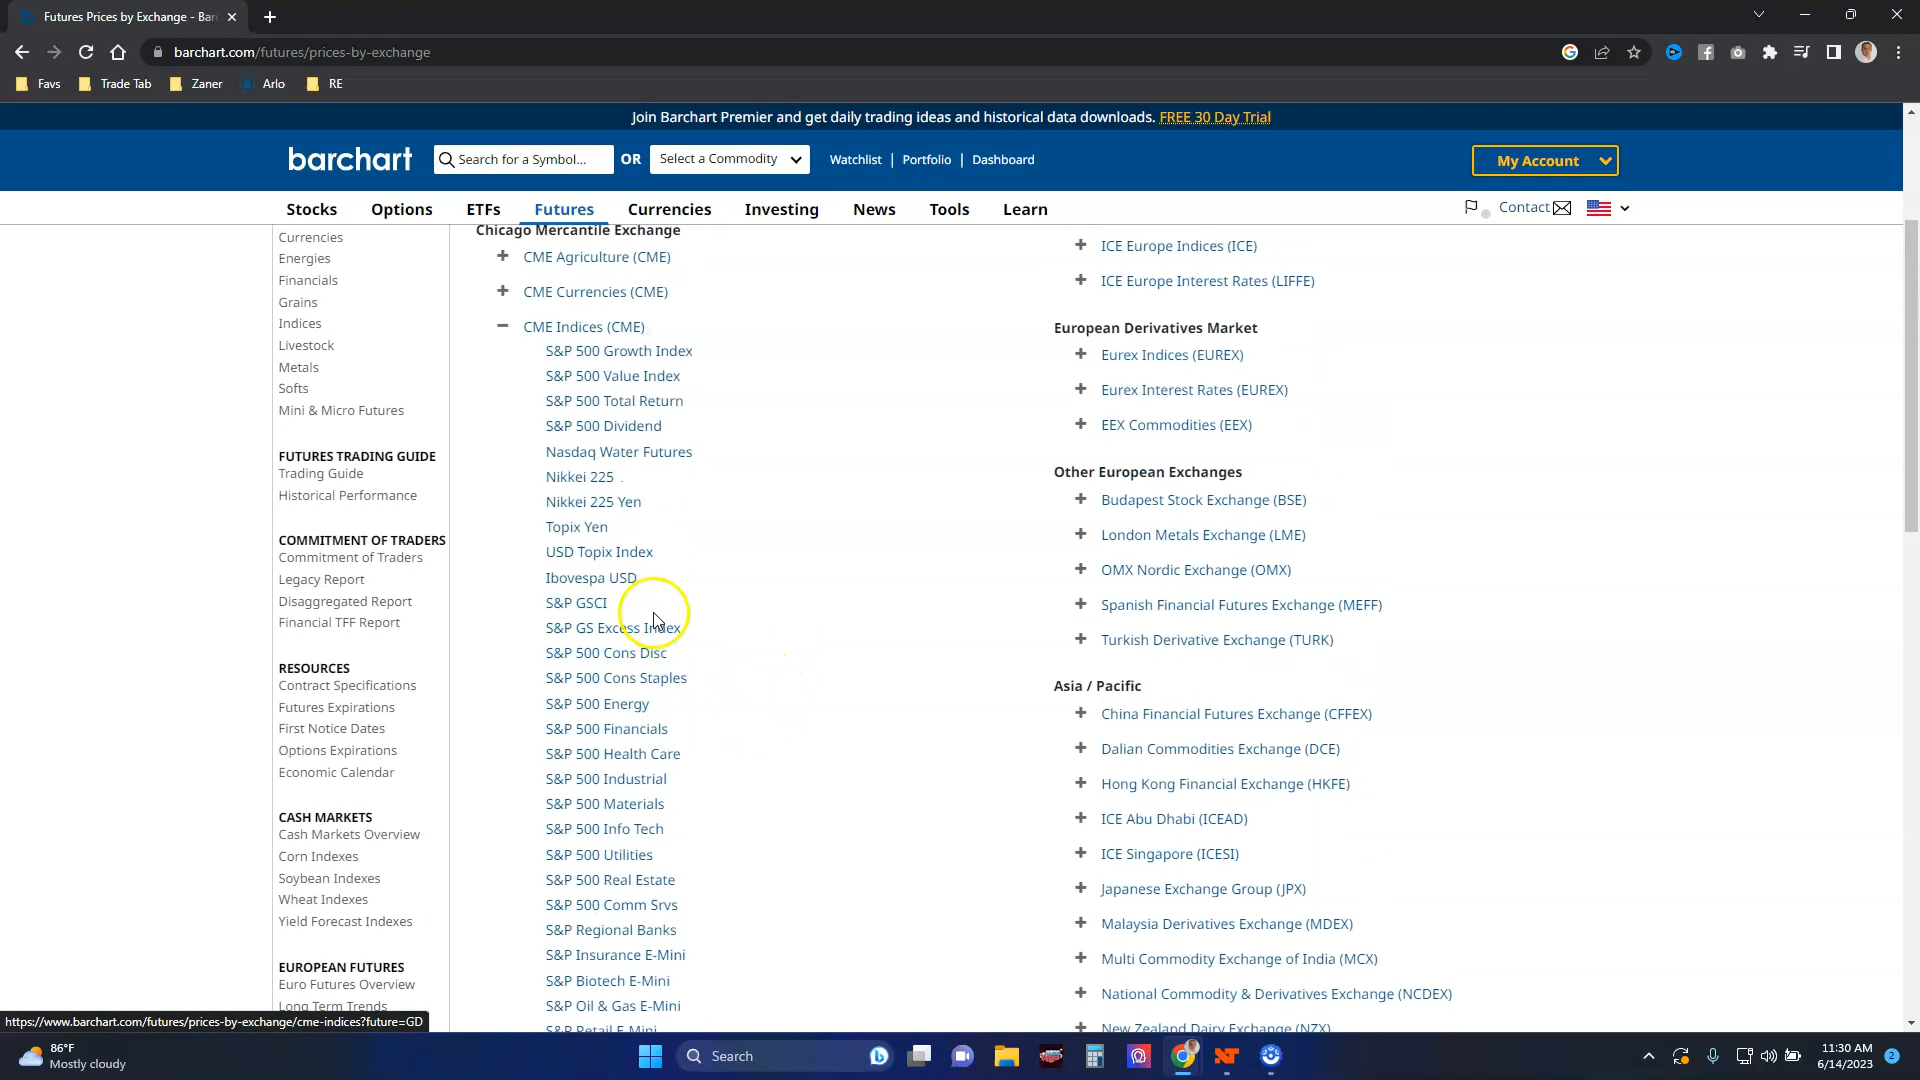 Futures Prices by Exchange - Bar
barchart.com/futures/prices-by-exchange
Favs
Trade Tab
Zaner
Arlo
RE
Join Barchart Premier and get daily trading ideas and historical data downloads. FREE 30 Day Trial
barchart
Search for a Symbol...
OR
Select a Commodity
Watchlist | Portfolio | Dashboard
My Account
Stocks
Options
ETFs
Futures
Currencies
Investing
News
Tools
Learn
Contact
Currencies
Energies
Financials
Grains
Indices
Livestock
Metals
Softs
Mini & Micro Futures
FUTURES TRADING GUIDE
Trading Guide
Historical Performance
COMMITMENT OF TRADERS
Commitment of Traders
Legacy Report
Disaggregated Report
Financial TFF Report
RESOURCES
Contract Specifications
Futures Expirations
First Notice Dates
Options Expirations
Economic Calendar
CASH MARKETS
Cash Markets Overview
Corn Indexes
Soybean Indexes
Wheat Indexes
Yield Forecast Indexes
EUROPEAN FUTURES
Euro Futures Overview
Long Term Trends
Chicago Mercantile Exchange
+ CME Agriculture (CME)
+ CME Currencies (CME)
− CME Indices (CME)
S&P 500 Growth Index
S&P 500 Value Index
S&P 500 Total Return
S&P 500 Dividend
Nasdaq Water Futures
Nikkei 225
Nikkei 225 Yen
Topix Yen
USD Topix Index
Ibovespa USD
S&P GSCI
S&P GS Excess Index
S&P 500 Cons Disc
S&P 500 Cons Staples
S&P 500 Energy
S&P 500 Financials
S&P 500 Health Care
S&P 500 Industrial
S&P 500 Materials
S&P 500 Info Tech
S&P 500 Utilities
S&P 500 Real Estate
S&P 500 Comm Srvs
S&P Regional Banks
S&P Insurance E-Mini
S&P Biotech E-Mini
S&P Oil & Gas E-Mini
S&P Retail E-Mini
+ ICE Europe Indices (ICE)
+ ICE Europe Interest Rates (LIFFE)
European Derivatives Market
+ Eurex Indices (EUREX)
+ Eurex Interest Rates (EUREX)
+ EEX Commodities (EEX)
Other European Exchanges
+ Budapest Stock Exchange (BSE)
+ London Metals Exchange (LME)
+ OMX Nordic Exchange (OMX)
+ Spanish Financial Futures Exchange (MEFF)
+ Turkish Derivative Exchange (TURK)
Asia / Pacific
+ China Financial Futures Exchange (CFFEX)
+ Dalian Commodities Exchange (DCE)
+ Hong Kong Financial Exchange (HKFE)
+ ICE Abu Dhabi (ICEAD)
+ ICE Singapore (ICESI)
+ Japanese Exchange Group (JPX)
+ Malaysia Derivatives Exchange (MDEX)
+ Multi Commodity Exchange of India (MCX)
+ National Commodity & Derivatives Exchange (NCDEX)
+ New Zealand Dairy Exchange (NZX)
https://www.barchart.com/futures/prices-by-exchange/cme-indices?future=GD
86°F
Mostly cloudy
Search
11:30 AM
6/14/2023
2